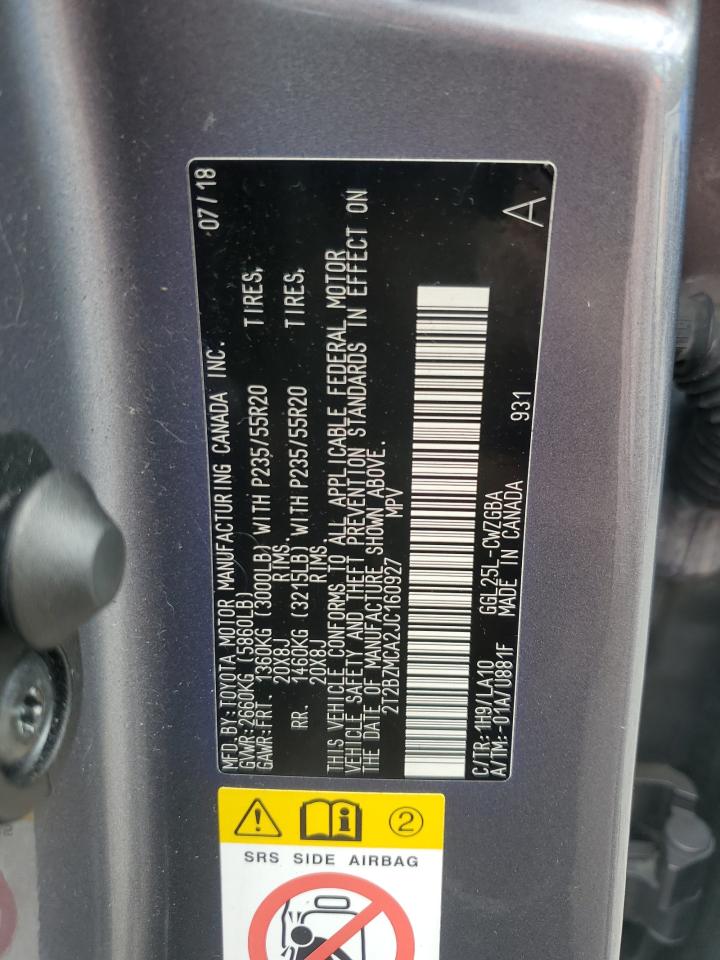 MFD. BY: TOYOTA MOTOR MANUFACTURING CANADA INC. 07/18
GVWR: 2660KG (5860LB)
GAWR: FRT. 1360KG (3000LB) WITH P235/55R20 TIRES,
20X8J RIMS.
RR. 1460KG (3215LB) WITH P235/55R20 TIRES,
20X8J RIMS.
THIS VEHICLE CONFORMS TO ALL APPLICABLE FEDERAL MOTOR
VEHICLE SAFETY AND THEFT PREVENTION STANDARDS IN EFFECT ON
THE DATE OF MANUFACTURE SHOWN ABOVE.
2T2BZMCA2JC160927 MPV
C/TR: 1H9/LA10 GGL25L-CWZGBA
A/TM: -01A/U881F MADE IN CANADA 931
A
2
SRS SIDE AIRBAG